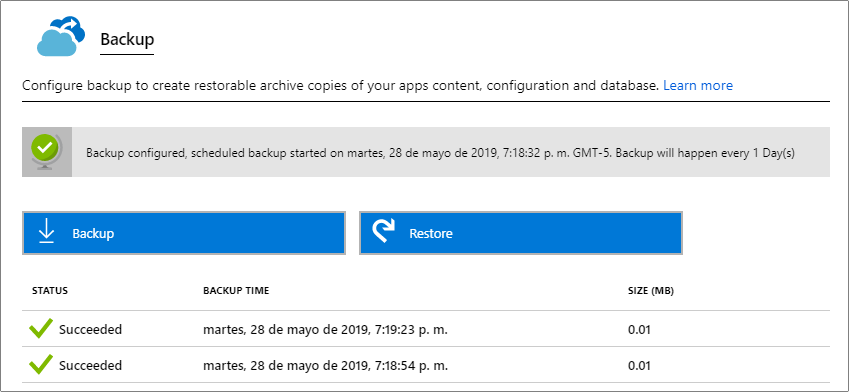 Backup
Configure backup to create restorable archive copies of your apps content, configuration and database. Learn more
Backup configured, scheduled backup started on martes, 28 de mayo de 2019, 7:18:32 p. m. GMT-5. Backup will happen every 1 Day(s)
Backup Restore
STATUS BACKUP TIME SIZE (MB)
Succeeded martes, 28 de mayo de 2019, 7:19:23 p. m. 0.01
Succeeded martes, 28 de mayo de 2019, 7:18:54 p. m. 0.01